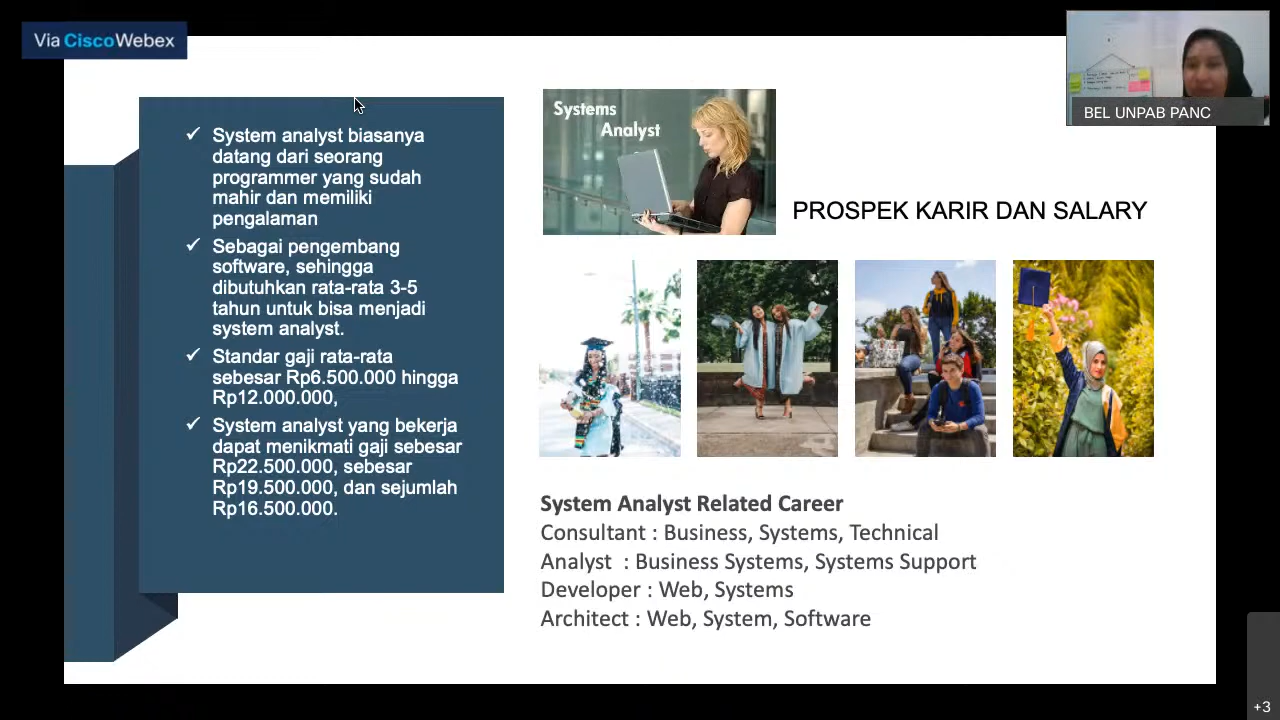 Via CiscoWebex
BEL UNPAB PANC
✓ System analyst biasanya
datang dari seorang
programmer yang sudah
mahir dan memiliki
pengalaman
✓ Sebagai pengembang
software, sehingga
dibutuhkan rata-rata 3-5
tahun untuk bisa menjadi
system analyst.
✓ Standar gaji rata-rata
sebesar Rp6.500.000 hingga
Rp12.000.000,
✓ System analyst yang bekerja
dapat menikmati gaji sebesar
Rp22.500.000, sebesar
Rp19.500.000, dan sejumlah
Rp16.500.000.
Systems
Analyst
PROSPEK KARIR DAN SALARY
System Analyst Related Career
Consultant : Business, Systems, Technical
Analyst : Business Systems, Systems Support
Developer : Web, Systems
Architect : Web, System, Software
+3